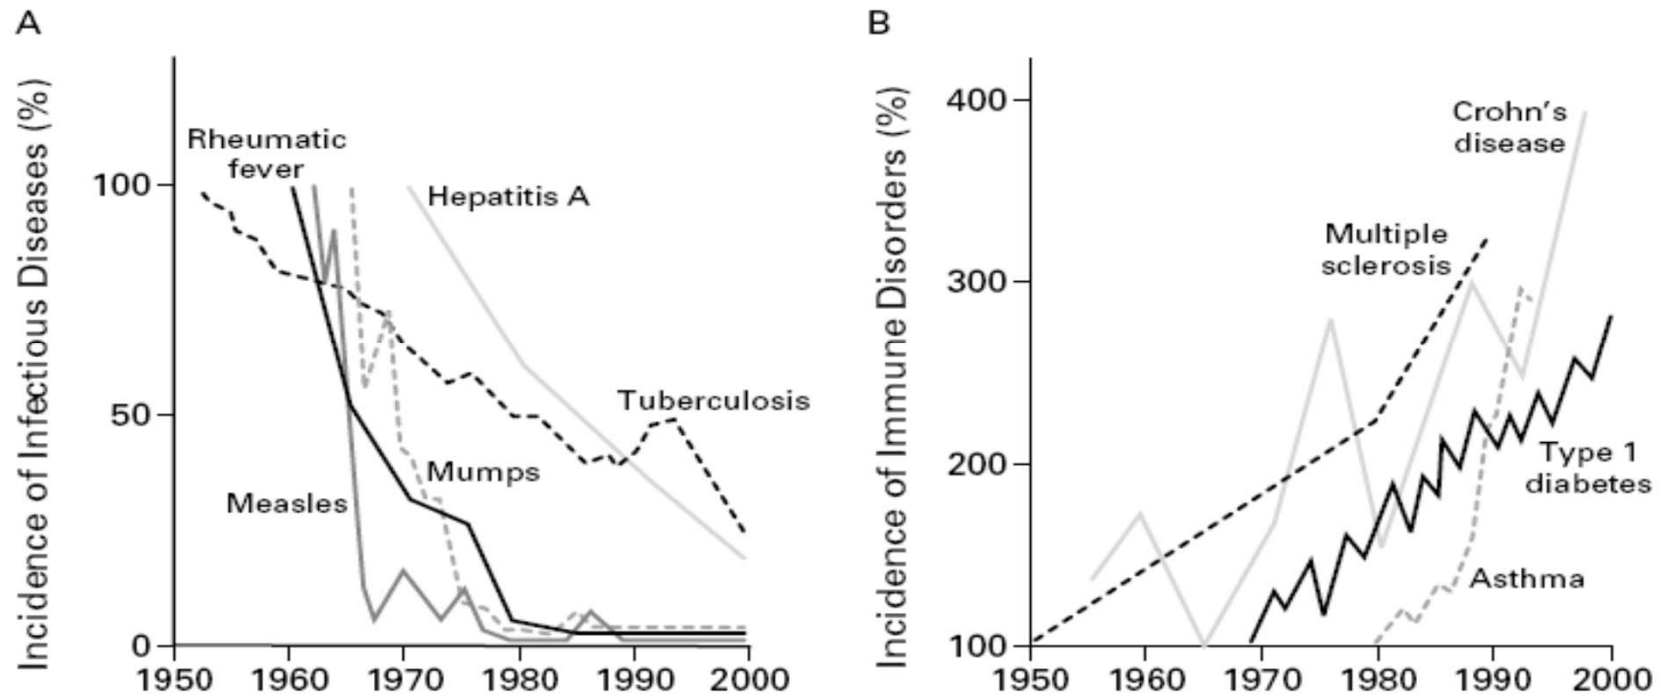 A
Incidence of Infectious Diseases (%)
100
50
0
Rheumatic
fever
Hepatitis A
Tuberculosis
Mumps
Measles
1950 1960 1970 1980 1990 2000
B
Incidence of Immune Disorders (%)
400
300
200
100
Crohn's
disease
Multiple
sclerosis
Type 1
diabetes
Asthma
1950 1960 1970 1980 1990 2000